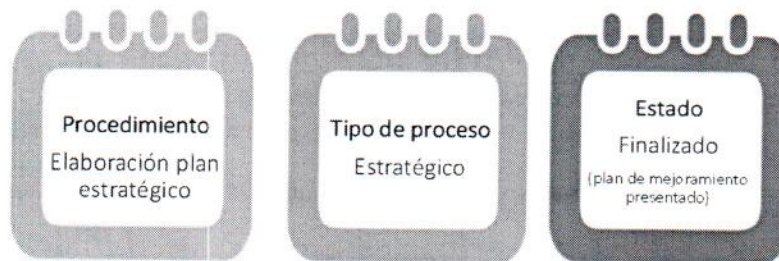 Procedimiento
Elaboración plan
estratégico
Tipo de proceso
Estratégico
Estado
Finalizado
(plan de mejoramiento
presentado)